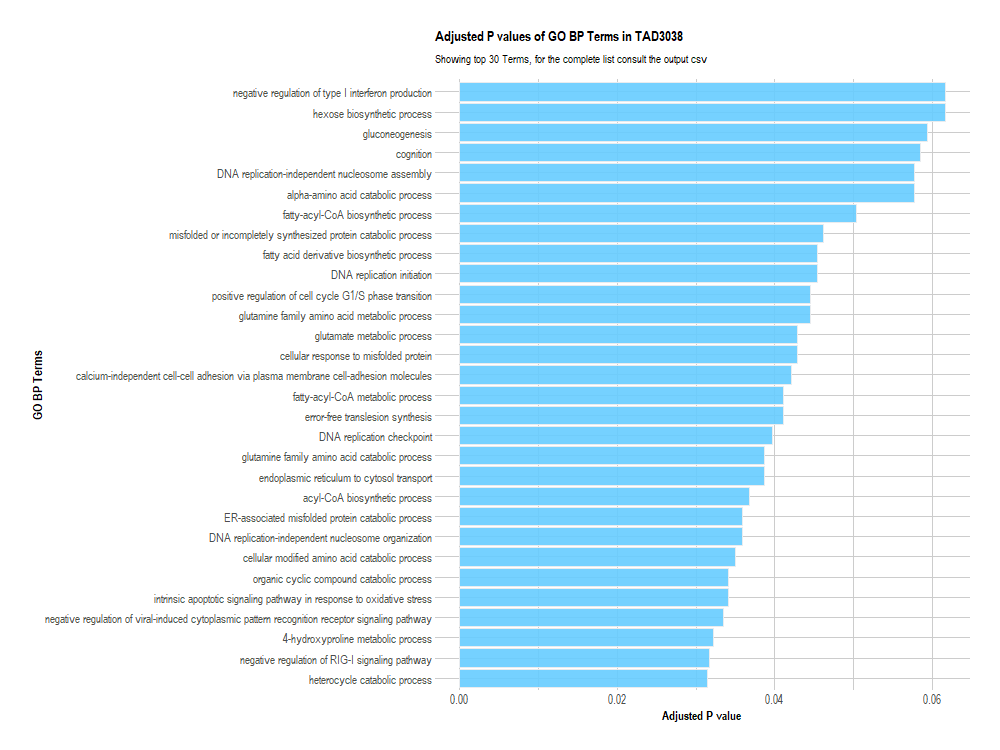 Adjusted P values of GO BP Terms in TAD3038
Showing top 30 Terms, for the complete list consult the output csv
GO BP Terms
negative regulation of type I interferon production
hexose biosynthetic process
gluconeogenesis
cognition
DNA replication-independent nucleosome assembly
alpha-amino acid catabolic process
fatty-acyl-CoA biosynthetic process
misfolded or incompletely synthesized protein catabolic process
fatty acid derivative biosynthetic process
DNA replication initiation
positive regulation of cell cycle G1/S phase transition
glutamine family amino acid metabolic process
glutamate metabolic process
cellular response to misfolded protein
calcium-independent cell-cell adhesion via plasma membrane cell-adhesion molecules
fatty-acyl-CoA metabolic process
error-free translesion synthesis
DNA replication checkpoint
glutamine family amino acid catabolic process
endoplasmic reticulum to cytosol transport
acyl-CoA biosynthetic process
ER-associated misfolded protein catabolic process
DNA replication-independent nucleosome organization
cellular modified amino acid catabolic process
organic cyclic compound catabolic process
intrinsic apoptotic signaling pathway in response to oxidative stress
negative regulation of viral-induced cytoplasmic pattern recognition receptor signaling pathway
4-hydroxyproline metabolic process
negative regulation of RIG-I signaling pathway
heterocycle catabolic process
0.00 0.02 0.04 0.06
Adjusted P value